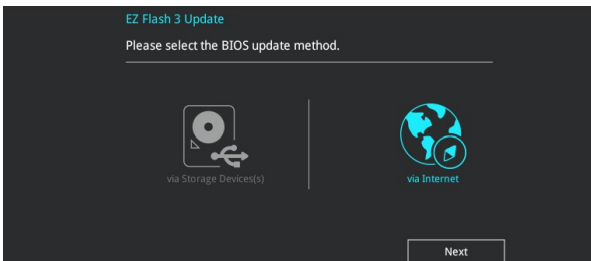 EZ Flash 3 Update
Please select the BIOS update method.
via Storage Devices(s)
via Internet
Next